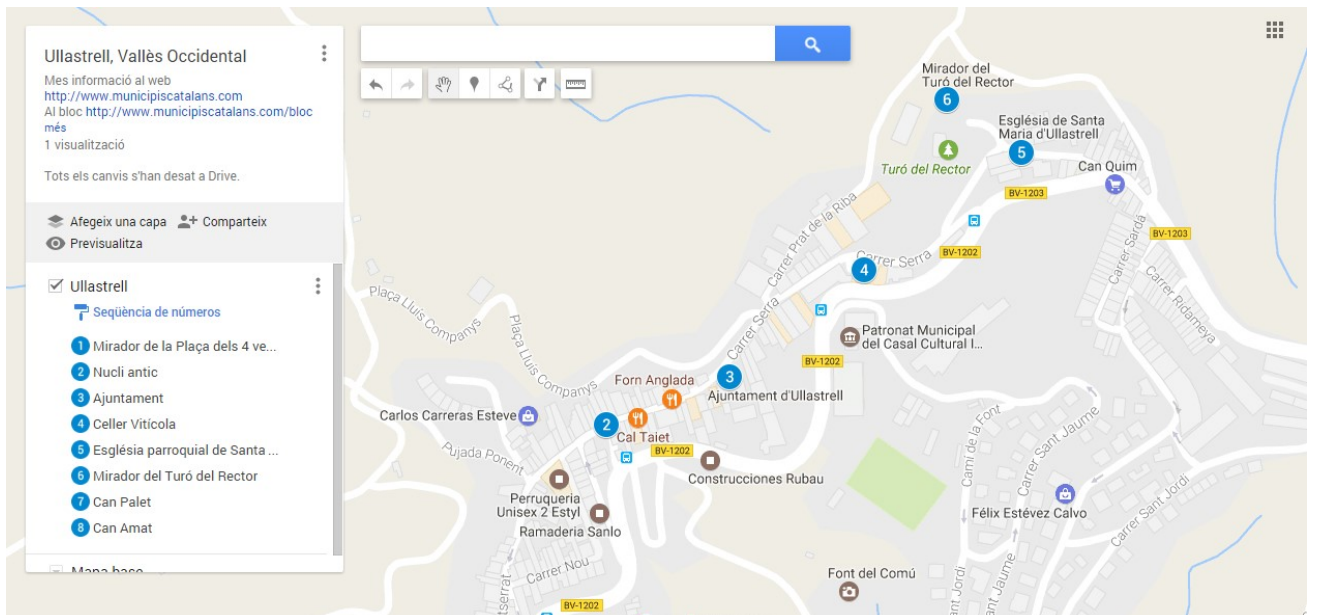 Ullastrell, Vallès Occidental
Mes informació al web
http://www.municipiscatalans.com
Al bloc http://www.municipiscatalans.com/bloc
més
1 visualització
Tots els canvis s'han desat a Drive.
Afegeix una capa
Comparteix
Previsualitza
Ullastrell
Seqüència de números
1 Mirador de la Plaça dels 4 ve...
2 Nucli antic
3 Ajuntament
4 Celler Vitícola
5 Església parroquial de Santa ...
6 Mirador del Turó del Rector
7 Can Palet
8 Can Amat
Mapa base
Mirador del
Turó del Rector
6
Església de Santa
Maria d'Ullastrell
5
Turó del Rector
Can Quim
BV-1203
BV-1203
Carrer Prat de la Riba
Carrer Serra
4
BV-1202
Carrer Sardà
Carrer Ridameya
Plaça Lluís Companys
Plaça Lluís Companys
Carrer Serra
Patronat Municipal
del Casal Cultural I...
BV-1202
Forn Anglada
3
Ajuntament d'Ullastrell
Carlos Carreras Esteve
2
Cal Taiet
BV-1202
Pujada Ponent
Construcciones Rubau
Camí de la Font
Carrer Sant Jaume
Perruqueria
Unisex 2 Estyl
Ramaderia Sanlo
Félix Estévez Calvo
Carrer Sant Jordi
Carrer Nou
Font del Comú
BV-1202